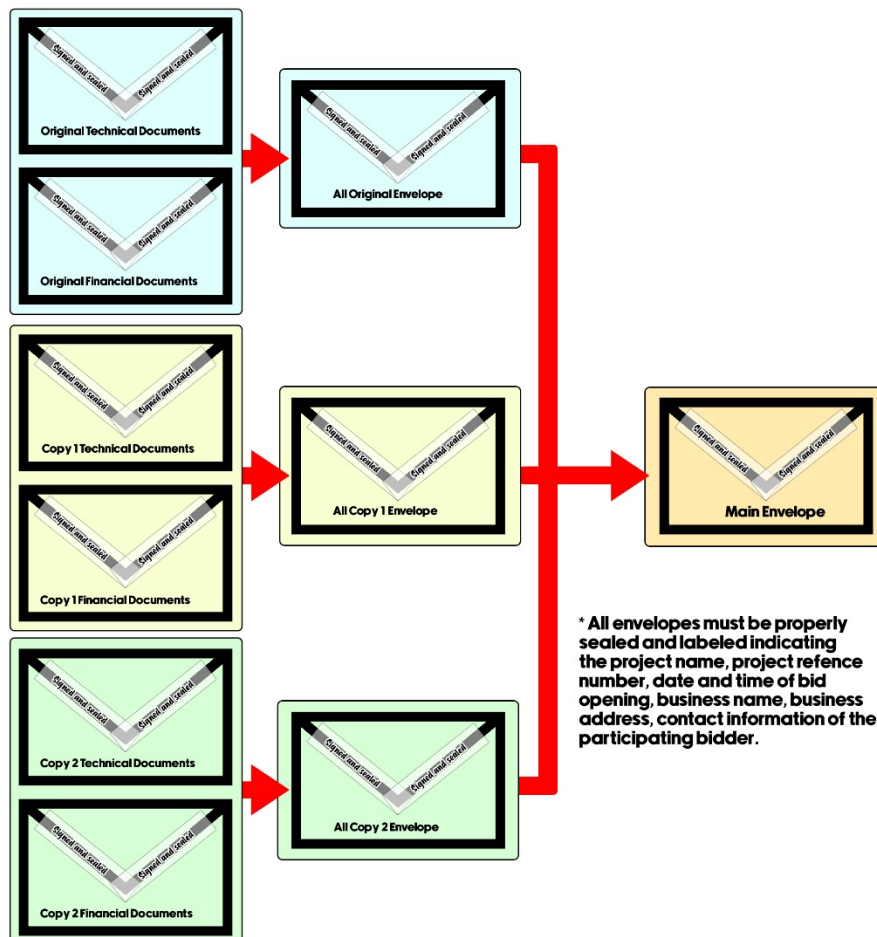 Signed and sealed
Signed and sealed
Original Technical Documents
Signed and sealed
Signed and sealed
Original Financial Documents
Signed and sealed
Signed and sealed
All Original Envelope
Signed and sealed
Signed and sealed
Copy 1 Technical Documents
Signed and sealed
Signed and sealed
Copy 1 Financial Documents
Signed and sealed
Signed and sealed
All Copy 1 Envelope
Signed and sealed
Signed and sealed
Main Envelope
Signed and sealed
Signed and sealed
Copy 2 Technical Documents
Signed and sealed
Signed and sealed
Copy 2 Financial Documents
Signed and sealed
Signed and sealed
All Copy 2 Envelope
* All envelopes must be properly
sealed and labeled indicating
the project name, project refence
number, date and time of bid
opening, business name, business
address, contact information of the
participating bidder.